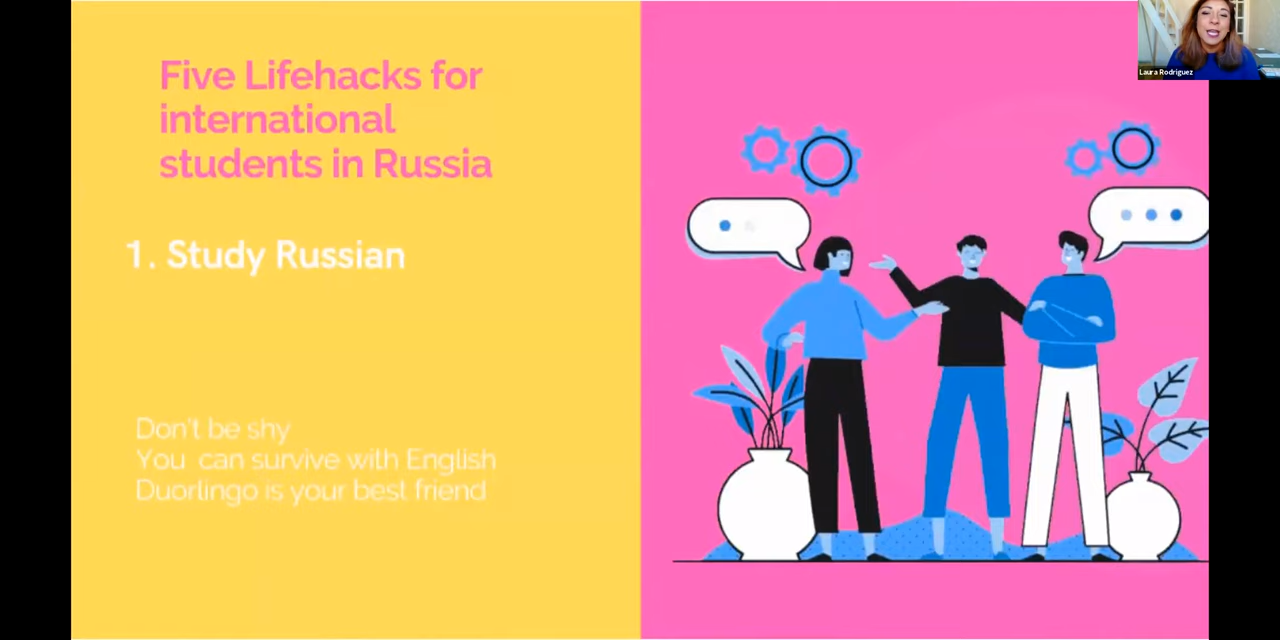 Five Lifehacks for
international
students in Russia
1. Study Russian
Don't be shy
You can survive with English
Duorlingo is your best friend
Laura Rodriguez